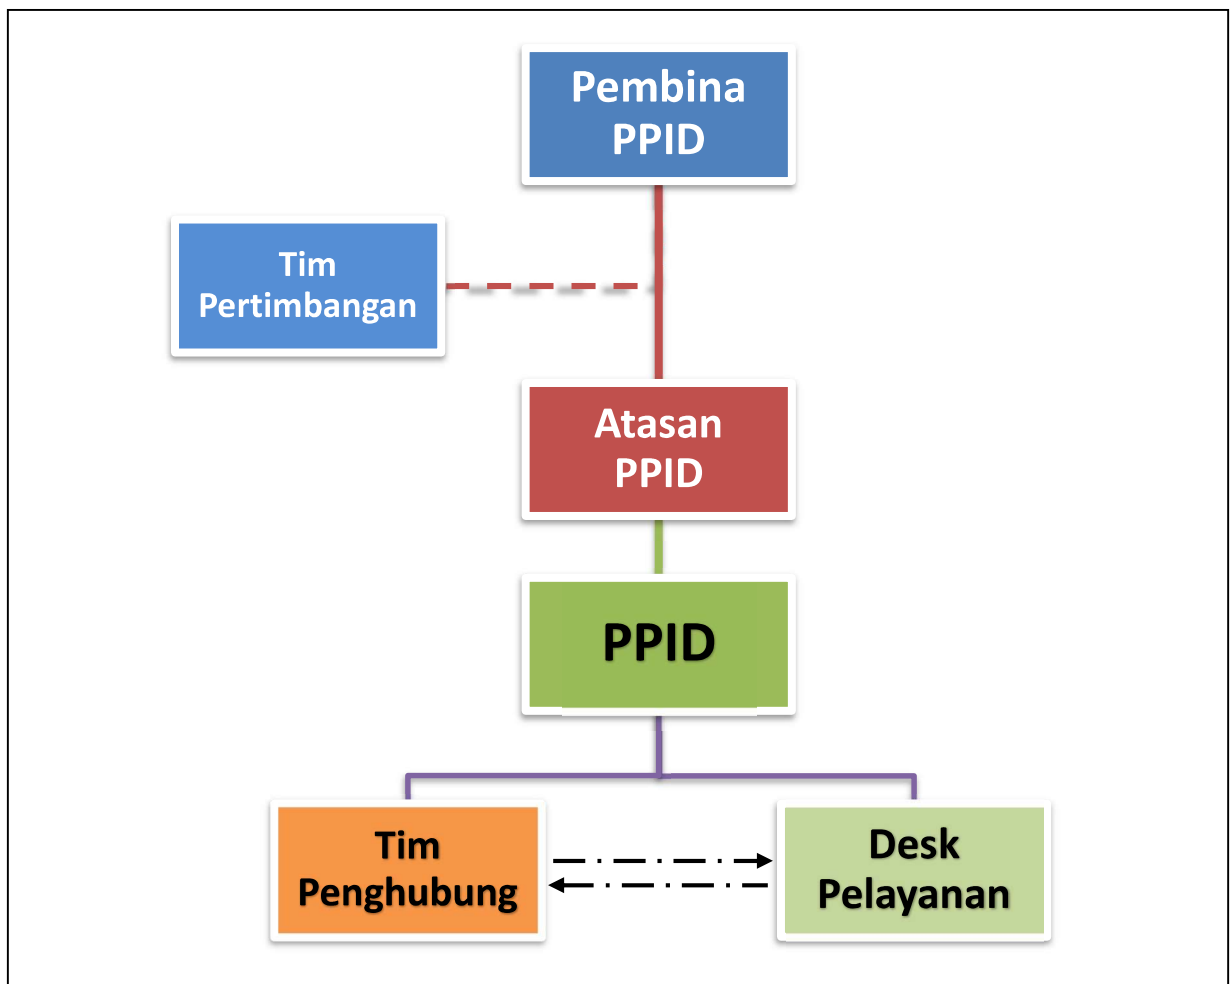 Pembina
PPID
Tim
Pertimbangan
Atasan
PPID
PPID
Tim
Penghubung
Desk
Pelayanan